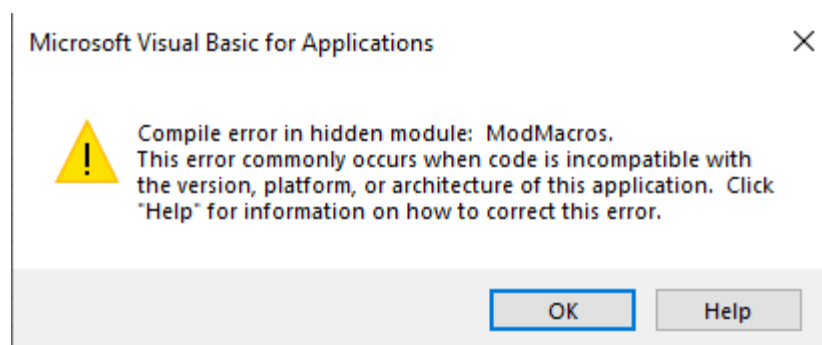 Microsoft Visual Basic for Applications
Compile error in hidden module:  ModMacros.
This error commonly occurs when code is incompatible with
the version, platform, or architecture of this application.  Click
"Help" for information on how to correct this error.
OK
Help